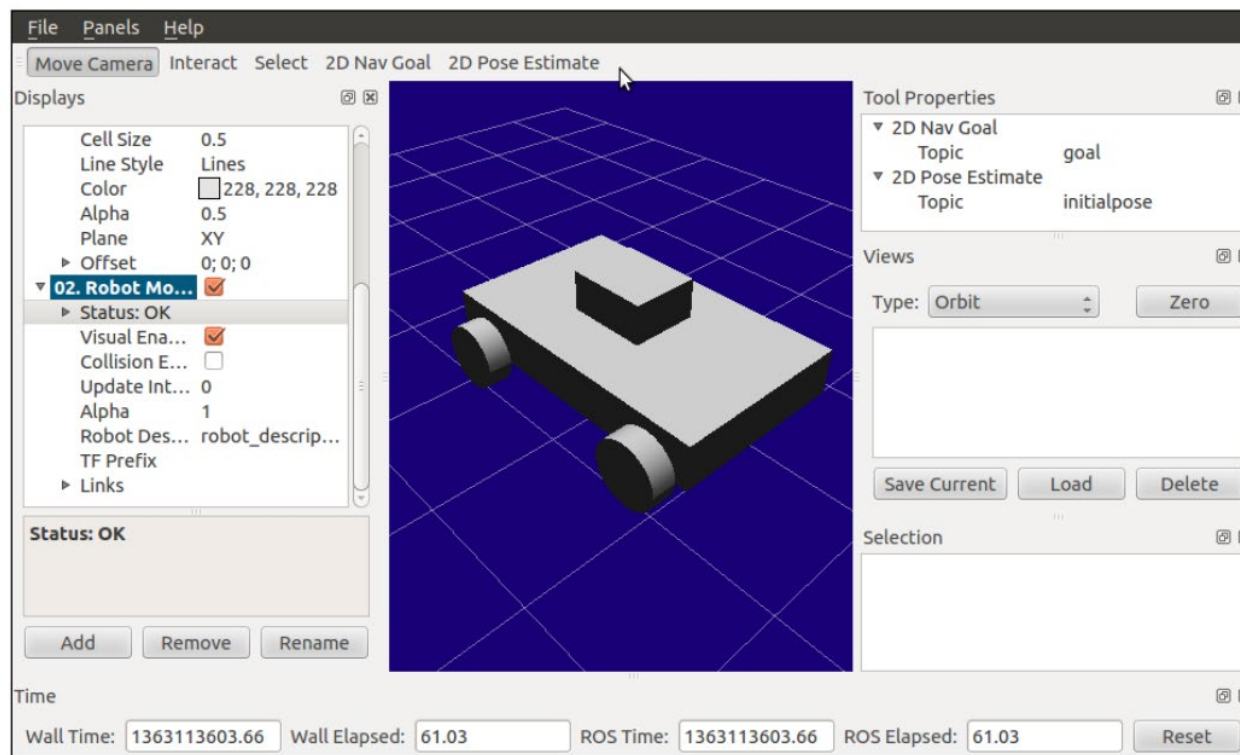 File Panels Help
Move Camera Interact Select 2D Nav Goal 2D Pose Estimate
Displays
Cell Size 0.5
Line Style Lines
Color 228, 228, 228
Alpha 0.5
Plane XY
Offset 0; 0; 0
02. Robot Mo...
Status: OK
Visual Ena...
Collision E...
Update Int... 0
Alpha 1
Robot Des... robot_descrip...
TF Prefix
Links
Status: OK
Add Remove Rename
Tool Properties
2D Nav Goal
Topic goal
2D Pose Estimate
Topic initialpose
Views
Type: Orbit Zero
Save Current Load Delete
Selection
Time
Wall Time: 1363113603.66 Wall Elapsed: 61.03 ROS Time: 1363113603.66 ROS Elapsed: 61.03 Reset